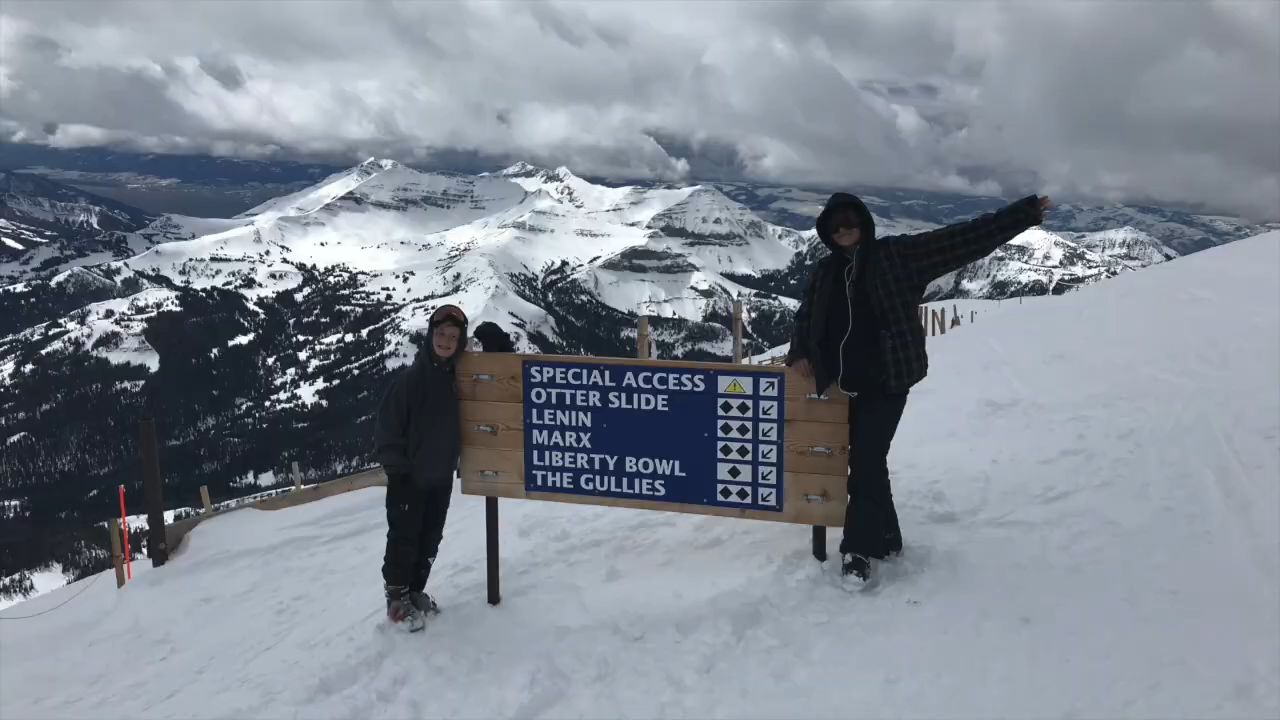 SPECIAL ACCESS
OTTER SLIDE
LENIN
MARX
LIBERTY BOWL
THE GULLIES